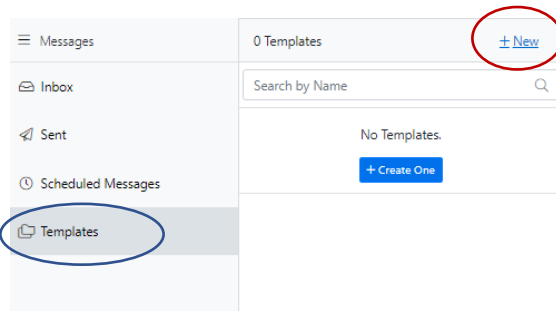 Messages
0 Templates
+ New
Inbox
Search by Name
Sent
No Templates.
+ Create One
Scheduled Messages
Templates